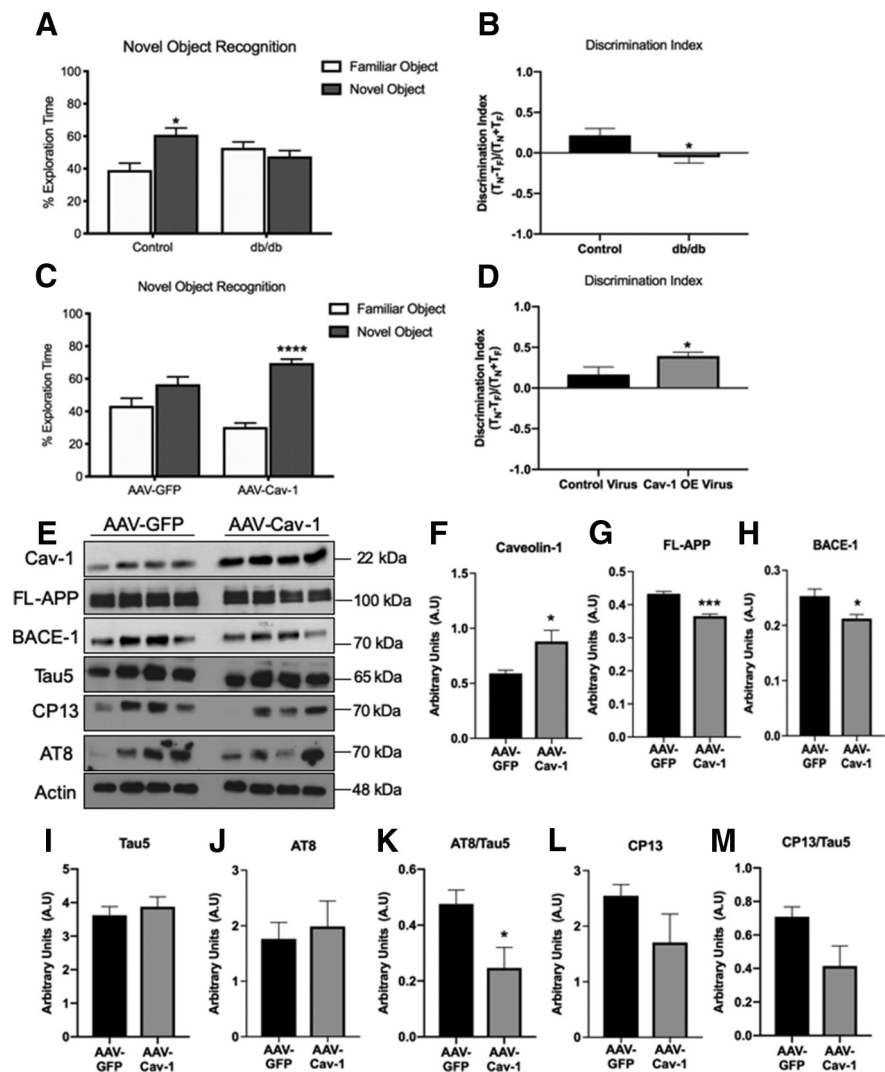 A
Novel Object Recognition
Familiar Object
Novel Object
% Exploration Time
100
80
60
40
20
0
*
Control
db/db
B
Discrimination Index
Discrimination Index
(TN-TF)/(TN+TF)
1.0
0.5
0.0
-0.5
-1.0
*
Control
db/db
C
Novel Object Recognition
Familiar Object
Novel Object
% Exploration Time
100
80
60
40
20
0
****
AAV-GFP
AAV-Cav-1
D
Discrimination Index
Discrimination Index
(TN-TF)/(TN+TF)
1.0
0.5
0.0
-0.5
-1.0
*
Control Virus
Cav-1 OE Virus
E
AAV-GFP
AAV-Cav-1
Cav-1
22 kDa
FL-APP
100 kDa
BACE-1
70 kDa
Tau5
65 kDa
CP13
70 kDa
AT8
70 kDa
Actin
48 kDa
F
Caveolin-1
Arbitrary Units (A.U)
1.5
1.0
0.5
0.0
*
AAV-
GFP
AAV-
Cav-1
G
FL-APP
Arbitrary Units (A.U)
0.5
0.4
0.3
0.2
0.1
0.0
***
AAV-
GFP
AAV-
Cav-1
H
BACE-1
Arbitrary Units (A.U)
0.3
0.2
0.1
0.0
*
AAV-
GFP
AAV-
Cav-1
I
Tau5
Arbitrary Units (A.U)
5
4
3
2
1
0
AAV-
GFP
AAV-
Cav-1
J
AT8
Arbitrary Units (A.U)
3
2
1
0
AAV-
GFP
AAV-
Cav-1
K
AT8/Tau5
Arbitrary Units (A.U)
0.6
0.4
0.2
0.0
*
AAV-
GFP
AAV-
Cav-1
L
CP13
Arbitrary Units (A.U)
3
2
1
0
AAV-
GFP
AAV-
Cav-1
M
CP13/Tau5
Arbitrary Units (A.U)
1.0
0.8
0.6
0.4
0.2
0.0
AAV-
GFP
AAV-
Cav-1